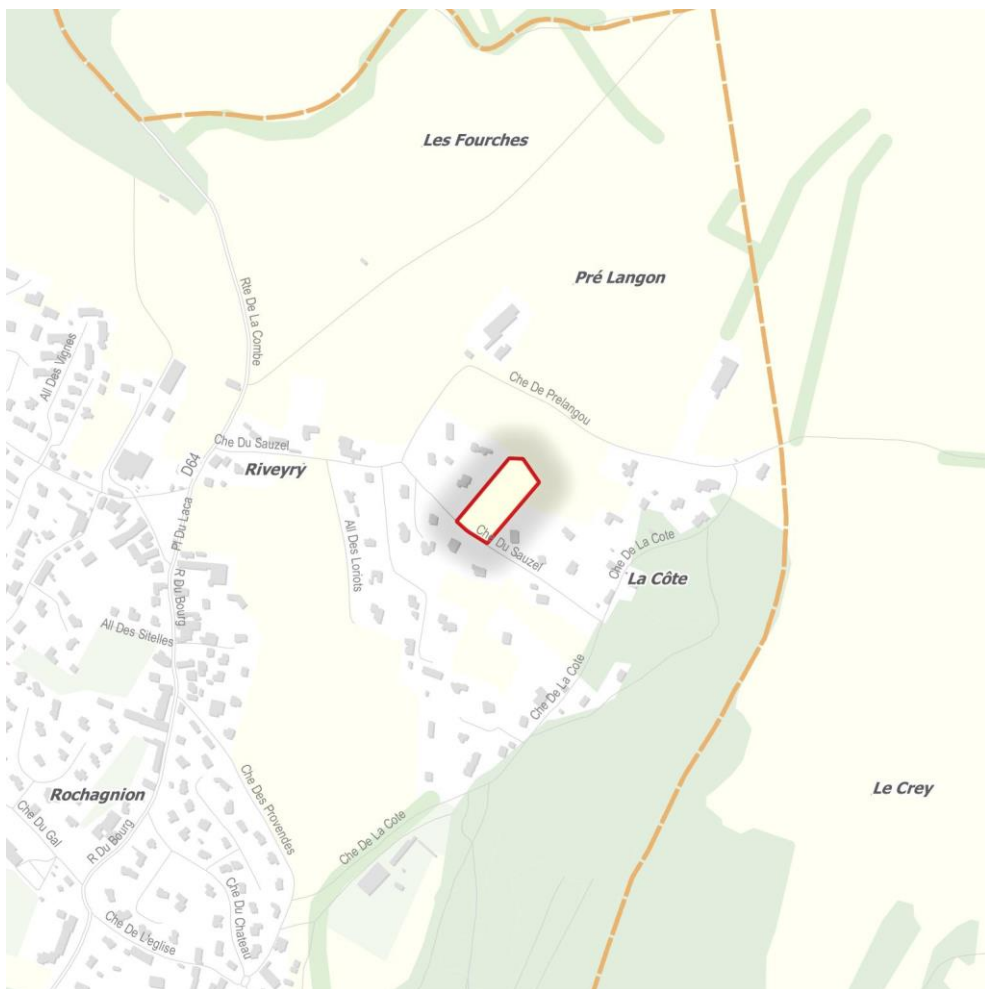 Les Fourches
Pré Langon
Rte De La Combe
All Des Vignes
Che De Prelangou
Che Du Sauzel
D64
Riveyry
Pl Du Laca
All Des Loriots
Che Du Sauzel
Che De La Cote
La Côte
R Du Bourg
All Des Sitelles
Che De La Cote
Rochagnion
Che Des Provendes
Le Crey
Che Du Gal
R Du Bourg
Che De La Cote
Che Du Chateau
Che De L'eglise